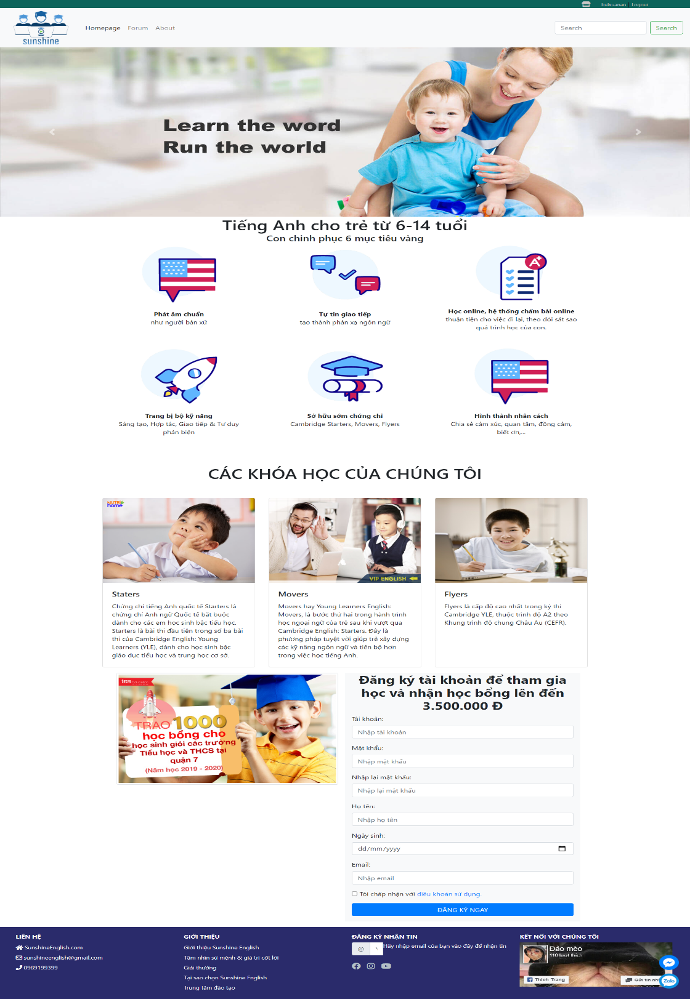 buixuanan | Logout
sunshine
Homepage Forum About
Search Search
Learn the word
Run the world
Tiếng Anh cho trẻ từ 6-14 tuổi
Con chinh phục 6 mục tiêu vàng
Phát âm chuẩn
như người bản xứ
Tự tin giao tiếp
tạo thành phản xạ ngôn ngữ
A+
Học online, hệ thống chấm bài online
thuận tiện cho việc đi lại, theo dõi sát sao
quá trình học của con.
Trang bị bộ kỹ năng
Sáng tạo, Hợp tác, Giao tiếp & Tư duy
phản biện
Sở hữu sớm chứng chỉ
Cambridge Starters, Movers, Flyers
Hình thành nhân cách
Chia sẻ cảm xúc, quan tâm, đồng cảm,
biết ơn,...
CÁC KHÓA HỌC CỦA CHÚNG TÔI
NUTRI
home
VIP ENGLISH
Staters
Chứng chỉ tiếng Anh quốc tế Starters là
chứng chỉ Anh ngữ Quốc tế bắt buộc
dành cho các em học sinh bậc tiểu học.
Starters là bài thi đầu tiên trong số ba bài
thi của Cambridge English: Young
Learners (YLE), dành cho học sinh bậc
giáo dục tiểu học và trung học cơ sở.
Movers
Movers hay Young Learners English:
Movers, là bước thứ hai trong hành trình
học ngoại ngữ của trẻ sau khi vượt qua
Cambridge English: Starters. Đây là
phương pháp tuyệt vời giúp trẻ xây dựng
các kỹ năng ngôn ngữ và tiến bộ hơn
trong việc học tiếng Anh.
Flyers
Flyers là cấp độ cao nhất trong kỳ thi
Cambridge YLE, thuộc trình độ A2 theo
Khung trình độ chung Châu Âu (CEFR).
IES Education
TRAO 1000
học bổng cho
học sinh giỏi các trường
Tiểu học và THCS tại
quận 7
(Năm học 2019 - 2020)
Đăng ký tài khoản để tham gia
học và nhận học bổng lên đến
3.500.000 Đ
Tài khoản:
Nhập tài khoản
Mật khẩu:
Nhập mật khẩu
Nhập lại mật khẩu:
Nhập lại mật khẩu
Họ tên:
Nhập họ tên
Ngày sinh:
dd/mm/yyyy
Email:
Nhập email
Tôi chấp nhận với điều khoản sử dụng.
ĐĂNG KÝ NGAY
LIÊN HỆ
SunshineEnglish.com
sunshineenglish@gmail.com
0989199399
GIỚI THIỆU
Giới thiệu Sunshine English
Tầm nhìn sứ mệnh & giá trị cốt lõi
Giải thưởng
Tại sao chọn Sunshine English
Trung tâm đào tạo
ĐĂNG KÝ NHẬN TIN
@ Hãy nhập email của bạn vào đây để nhận tin
KẾT NỐI VỚI CHÚNG TÔI
Đảo mèo
110 lượt thích
Thích Trang
Gửi tin nhắ
Zalo